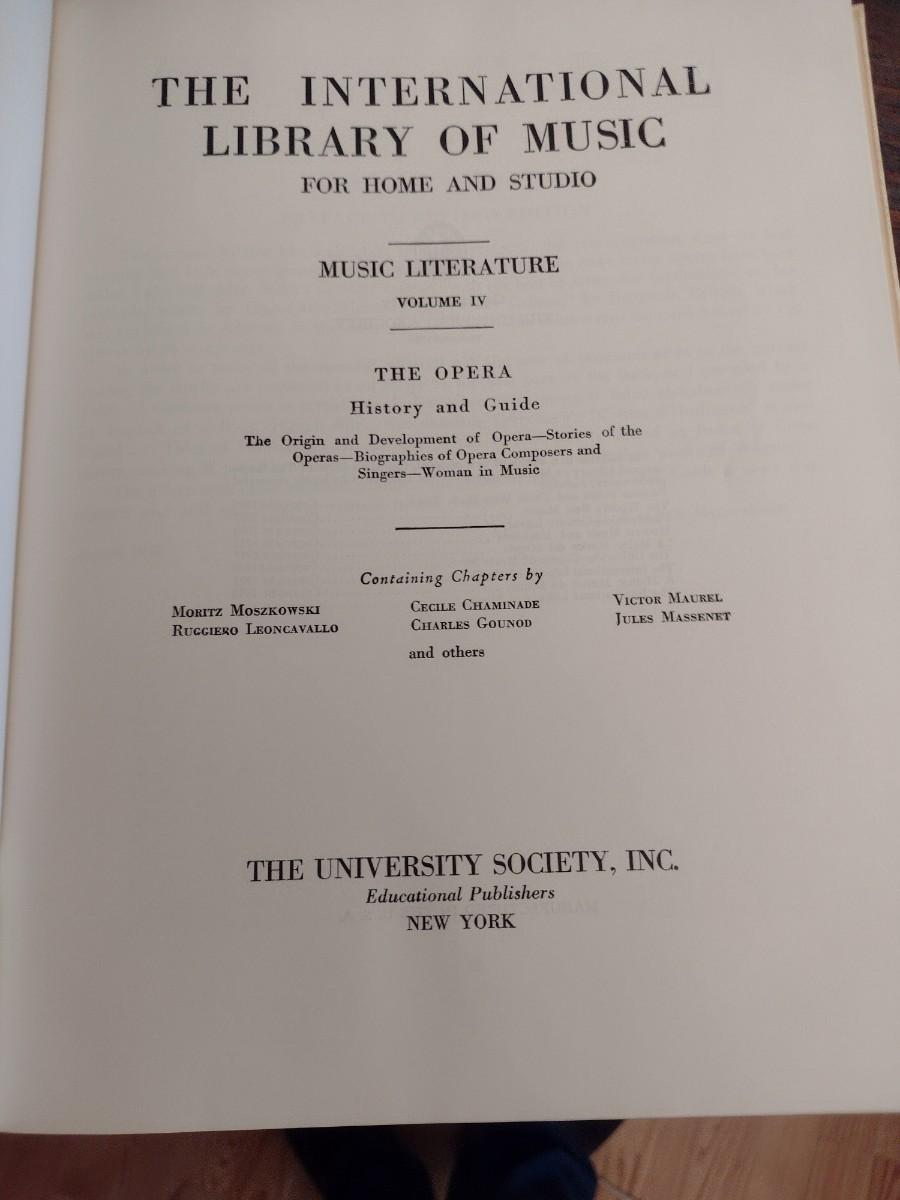 THE INTERNATIONAL
LIBRARY OF MUSIC
FOR HOME AND STUDIO
MUSIC LITERATURE
VOLUME IV
THE OPERA
History and Guide
The Origin and Development of Opera—Stories of the
Operas—Biographies of Opera Composers and
Singers—Woman in Music
Containing Chapters by
MORITZ MOSZKOWSKI CECILE CHAMINADE VICTOR MAUREL
RUGGIERO LEONCAVALLO CHARLES GOUNOD JULES MASSENET
and others
THE UNIVERSITY SOCIETY, INC.
Educational Publishers
NEW YORK